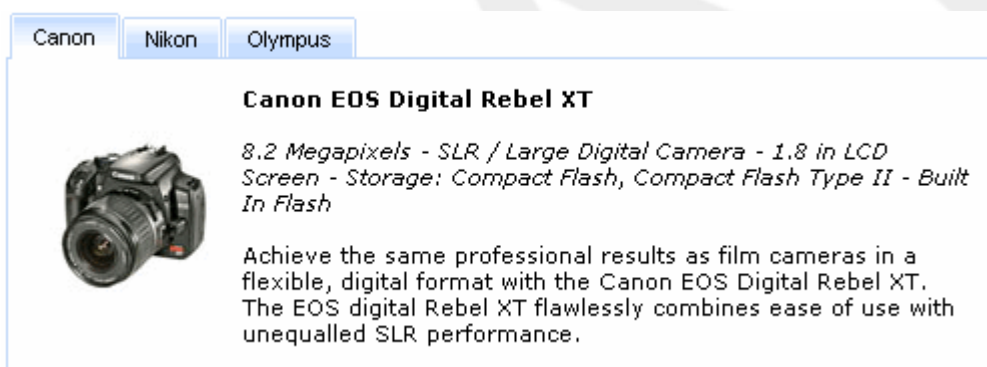 Canon Nikon Olympus
Canon EOS Digital Rebel XT
8.2 Megapixels - SLR / Large Digital Camera - 1.8 in LCD
Screen - Storage: Compact Flash, Compact Flash Type II - Built
In Flash
Achieve the same professional results as film cameras in a
flexible, digital format with the Canon EOS Digital Rebel XT.
The EOS digital Rebel XT flawlessly combines ease of use with
unequalled SLR performance.